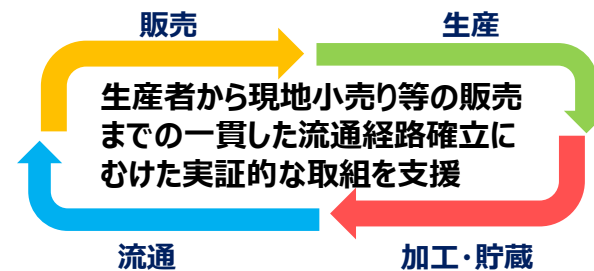 販売
生産
生産者から現地小売り等の販売
までの一貫した流通経路確立に
むけた実証的な取組を支援
流通
加工・貯蔵